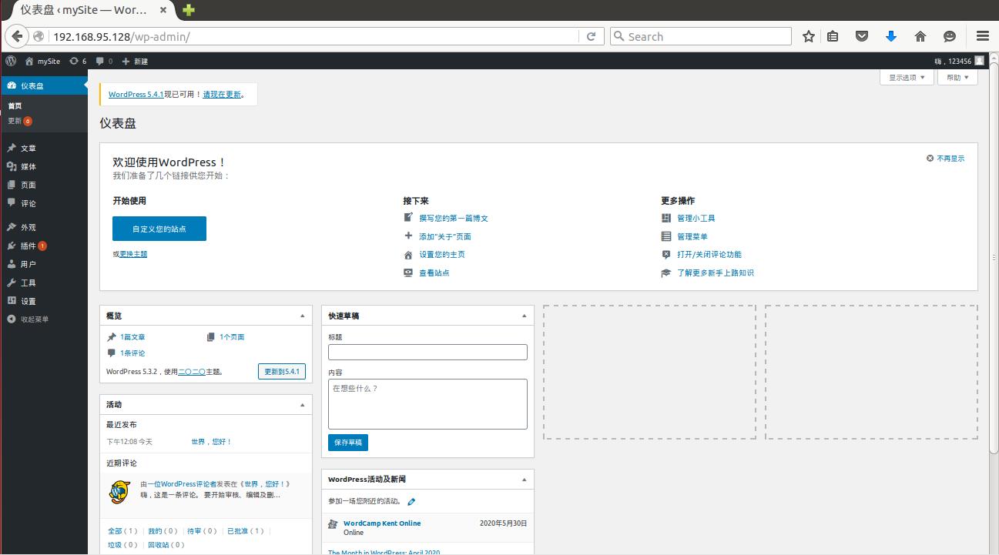 仪表盘 ‹ mySite — Wor...
192.168.95.128/wp-admin/
Search
mySite 6 0 新建
嗨，123456
仪表盘
首页
更新 6
文章
媒体
页面
评论
外观
插件 1
用户
工具
设置
收起菜单
显示选项
帮助
WordPress 5.4.1现已可用！请现在更新。
仪表盘
欢迎使用WordPress！
不再显示
我们准备了几个链接供您开始：
开始使用
自定义您的站点
或更换主题
接下来
撰写您的第一篇博文
添加“关于”页面
设置您的主页
查看站点
更多操作
管理小工具
管理菜单
打开/关闭评论功能
了解更多新手上路知识
概览
1篇文章
1个页面
1条评论
WordPress 5.3.2，使用二〇二〇主题。
更新到5.4.1
活动
最近发布
下午12:08 今天
世界，您好！
近期评论
由一位WordPress评论者发表在《世界，您好！》
嗨，这是一条评论。 要开始审核、编辑及删...
全部（1） | 我的（0） | 待审（0） | 已批准（1） |
垃圾（0） | 回收站（0）
快速草稿
标题
内容
在想些什么？
保存草稿
WordPress活动及新闻
参加一场您附近的活动。
WordCamp Kent Online
2020年5月30日
Online
The Month in WordPress: April 2020